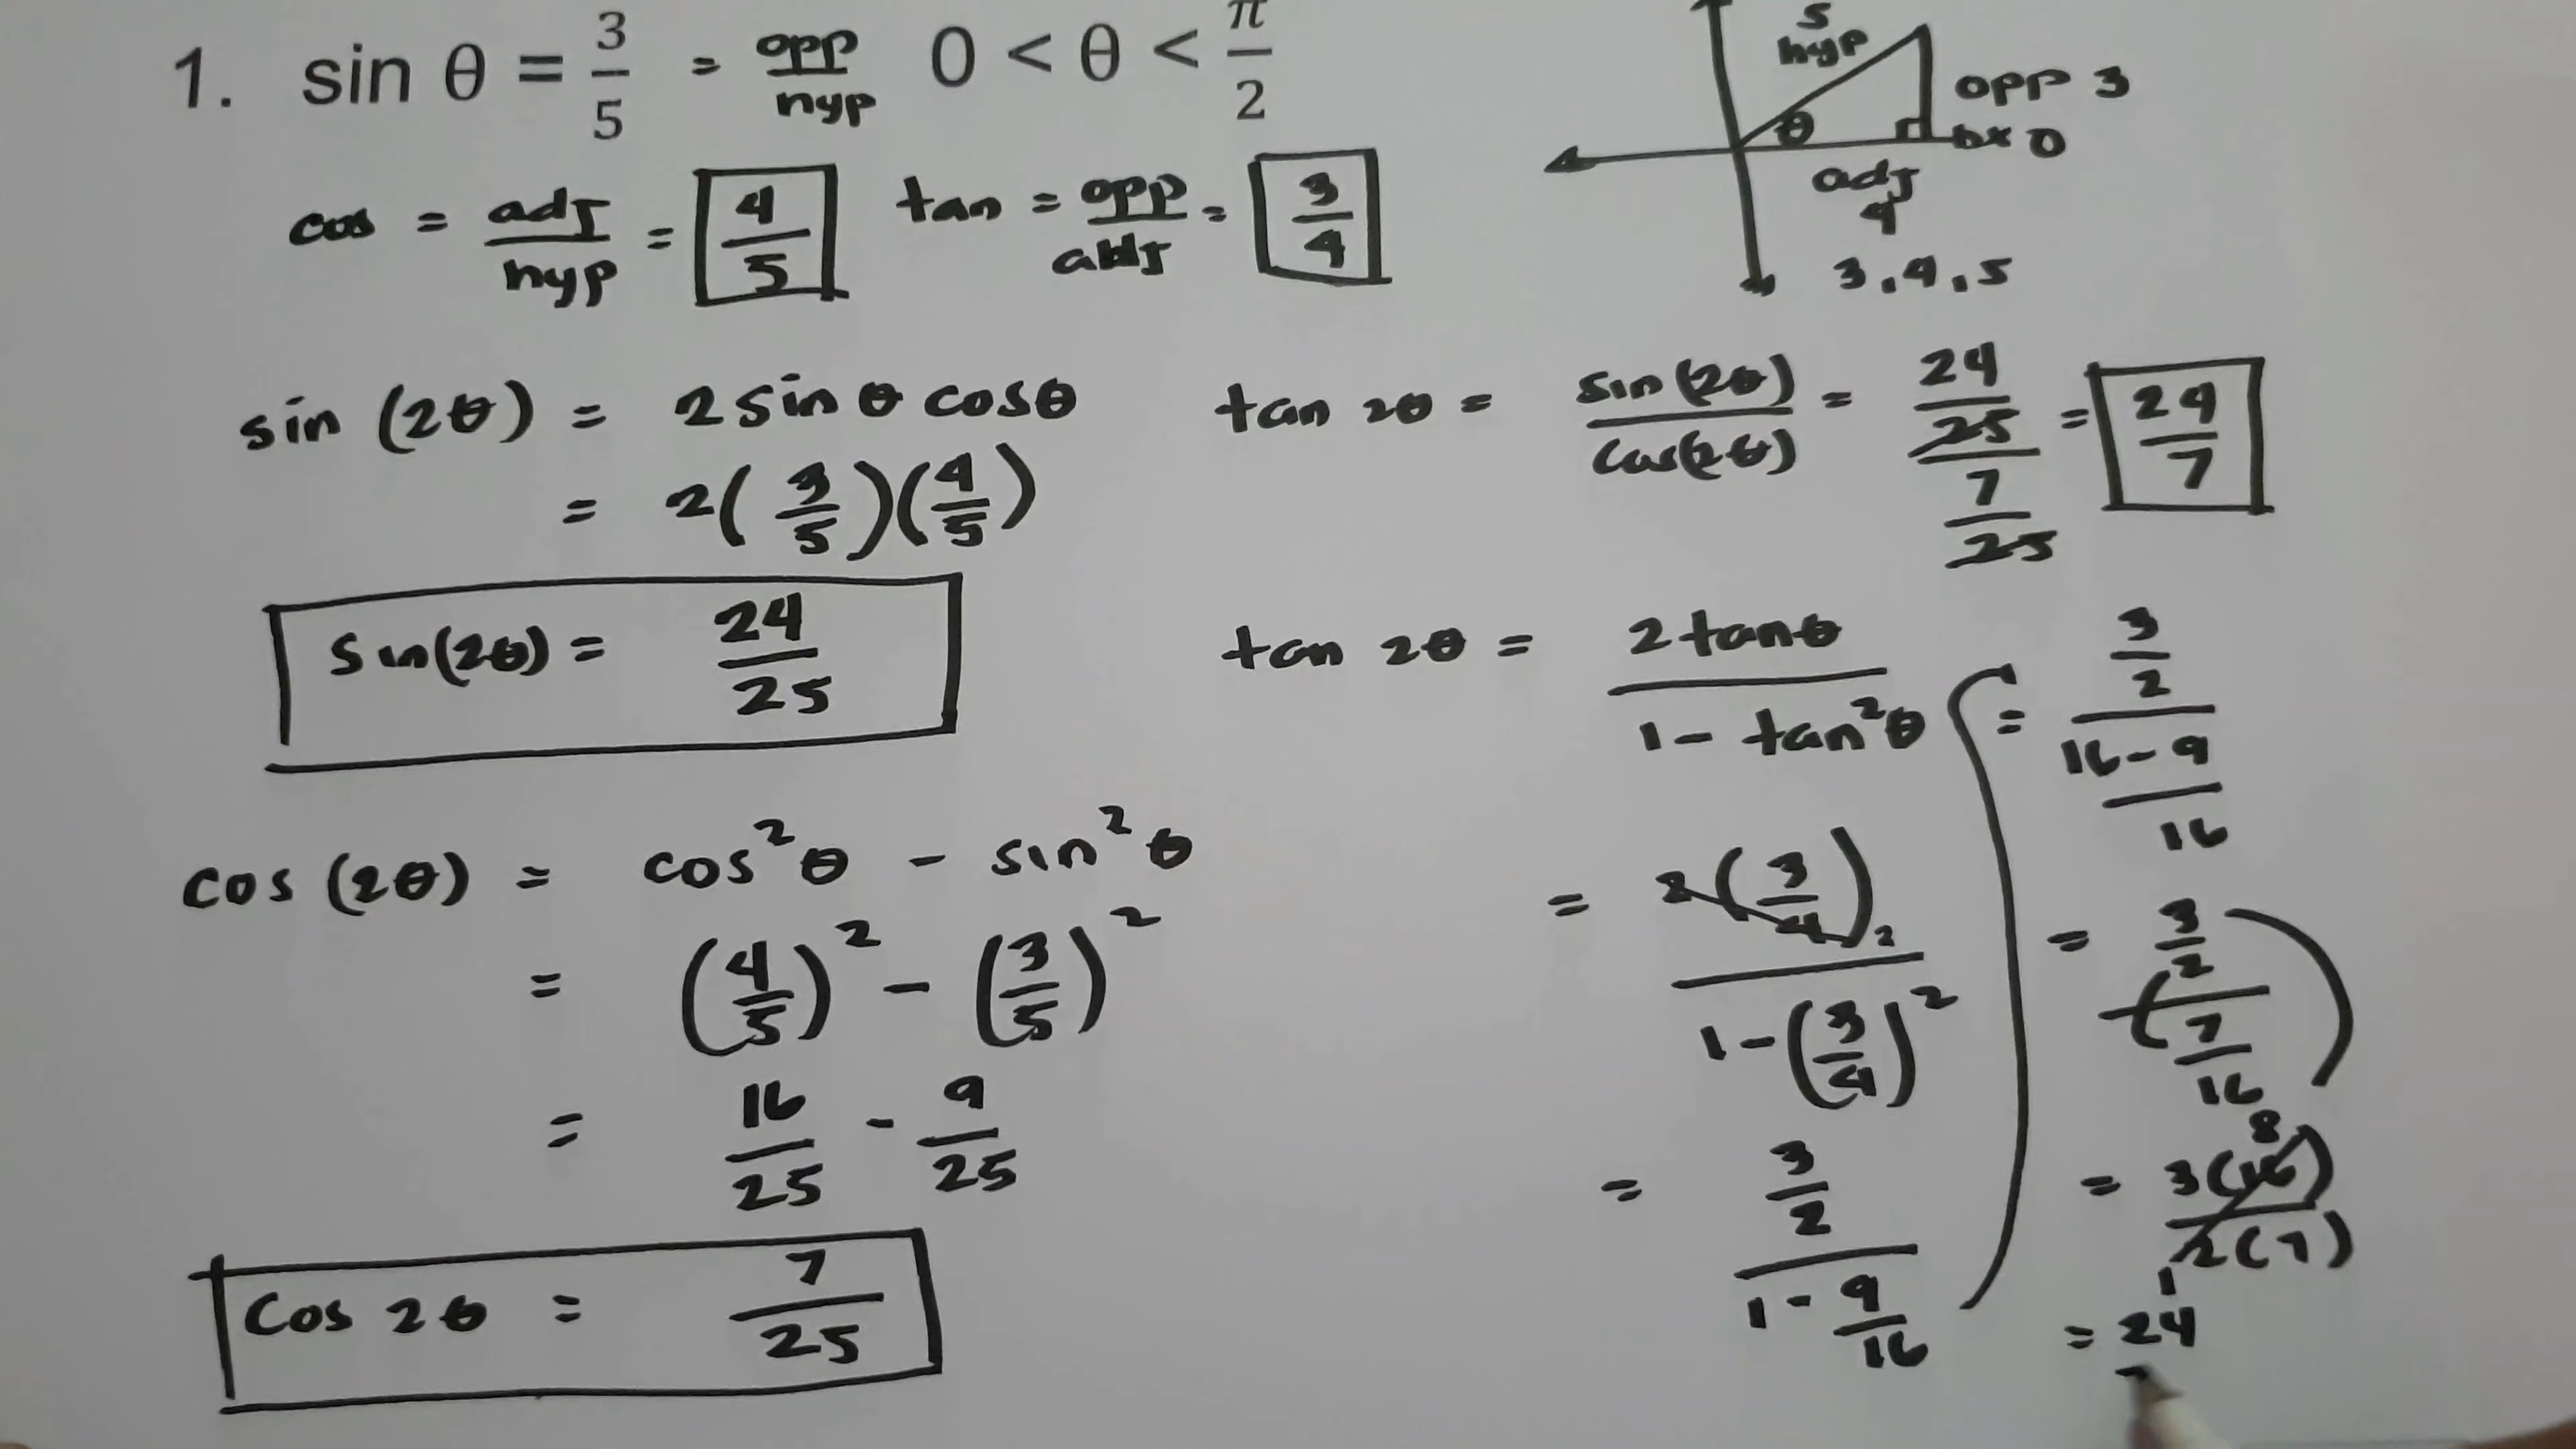 1. sin θ = 3/5 = opp/hyp 0 < θ < π/2
cos = adj/hyp = 4/5 tan = opp/adj = 3/4
5
hyp
opp 3
θ
adj
4
3, 4, 5
sin (2θ) = 2 sin θ cos θ
= 2(3/5)(4/5)
sin(2θ) = 24/25
cos (2θ) = cos²θ - sin²θ
= (4/5)² - (3/5)²
= 16/25 - 9/25
cos 2θ = 7/25
tan 2θ = sin(2θ)/cos(2θ) = (24/25)/(7/25) = 24/7
tan 2θ = 2 tan θ/(1 - tan²θ)
= 2(3/4) 2/(1 - (3/4)²)
= (3/2)/(1 - 9/16)
= (3/2)/((16 - 9)/16)
= (3/2)/(7/16)
= 3(16) 8/2(7) 1
= 24